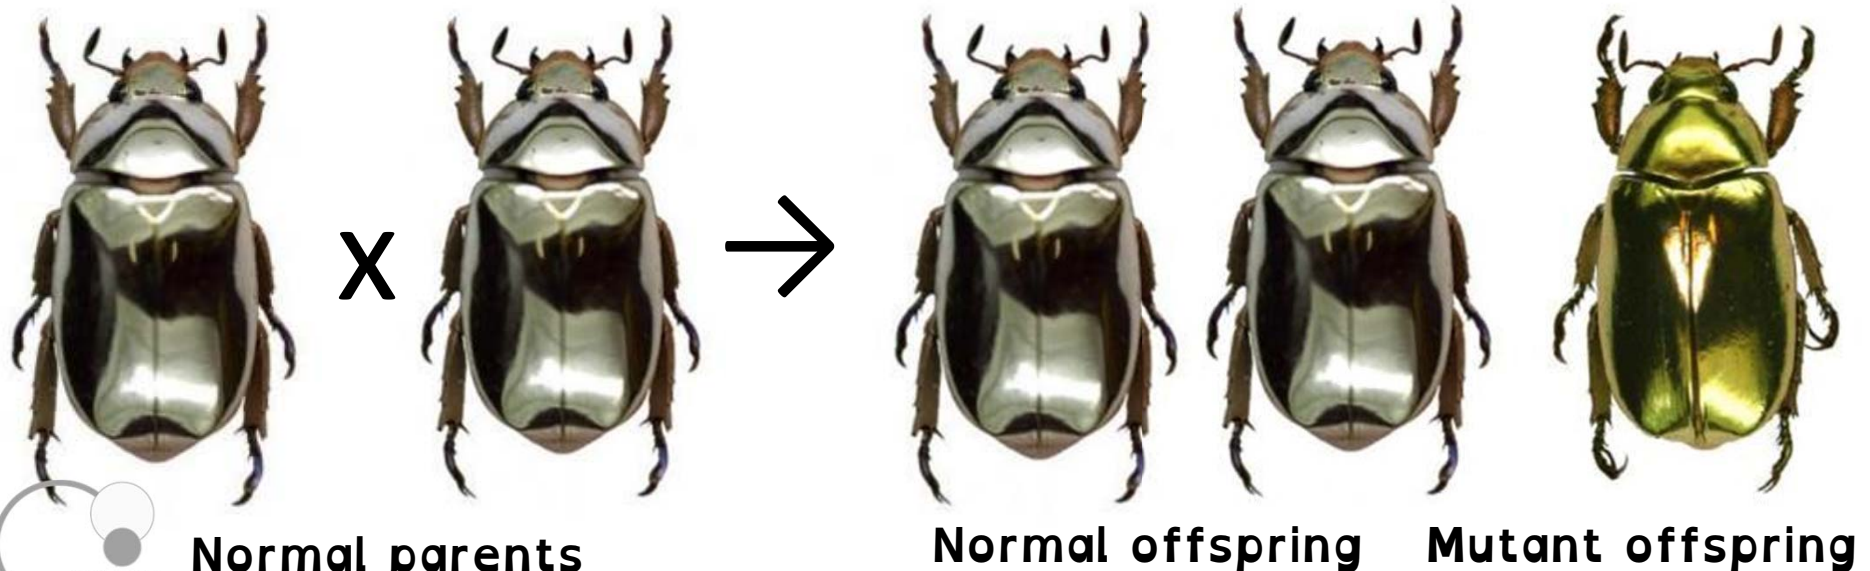 X
Normal parents
Normal offspring
Mutant offspring